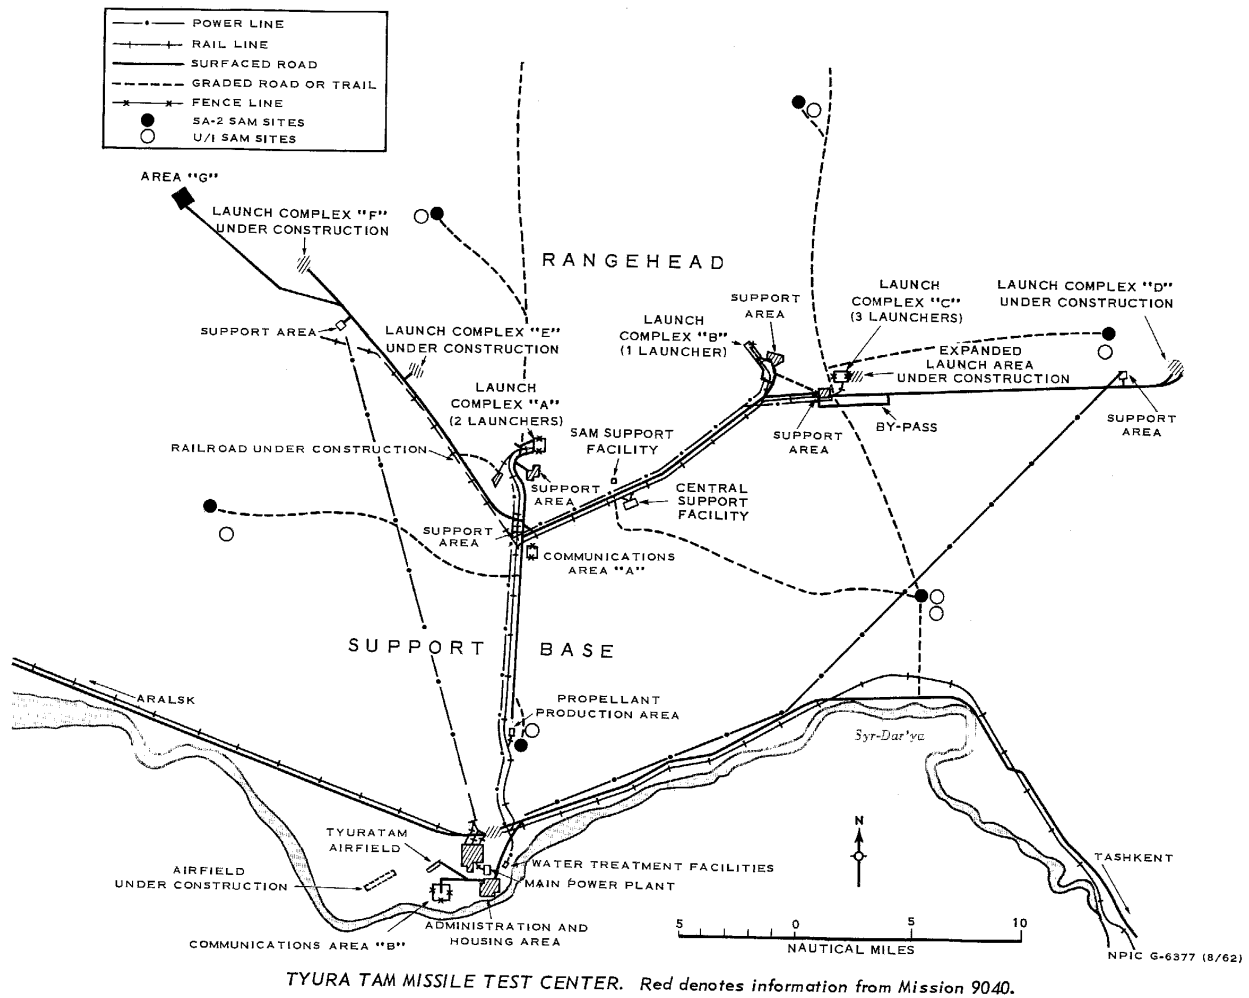 POWER LINE
RAIL LINE
SURFACED ROAD
GRADED ROAD OR TRAIL
FENCE LINE
SA-2 SAM SITES
U/I SAM SITES
AREA "G"
LAUNCH COMPLEX "F"
UNDER CONSTRUCTION
RANGEHEAD
SUPPORT
AREA
LAUNCH
COMPLEX "C"
(3 LAUNCHERS)
LAUNCH COMPLEX "D"
UNDER CONSTRUCTION
SUPPORT AREA
LAUNCH COMPLEX "E"
UNDER CONSTRUCTION
LAUNCH
COMPLEX "B"
(1 LAUNCHER)
EXPANDED
LAUNCH AREA
UNDER CONSTRUCTION
LAUNCH
COMPLEX "A"
(2 LAUNCHERS)
SAM SUPPORT
FACILITY
SUPPORT
AREA
BY-PASS
SUPPORT
AREA
RAILROAD UNDER CONSTRUCTION
SUPPORT
AREA
CENTRAL
SUPPORT
FACILITY
SUPPORT
AREA
COMMUNICATIONS
AREA "A"
SUPPORT BASE
ARALSK
PROPELLANT
PRODUCTION AREA
Syr-Dar'ya
N
TYURATAM
AIRFIELD
AIRFIELD
UNDER CONSTRUCTION
WATER TREATMENT FACILITIES
MAIN POWER PLANT
TASHKENT
ADMINISTRATION AND
HOUSING AREA
COMMUNICATIONS AREA "B"
5 0 5 10
NAUTICAL MILES
NPIC G-6377 (8/62)
TYURA TAM MISSILE TEST CENTER. Red denotes information from Mission 9040.